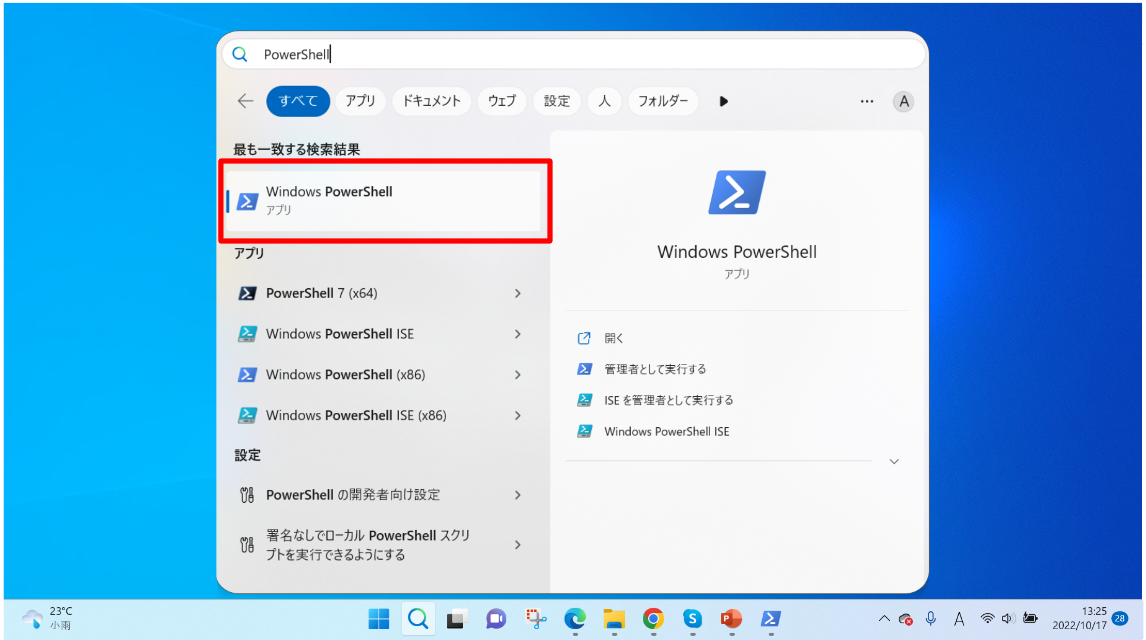 PowerShell
すべて
アプリ
ドキュメント
ウェブ
設定
人
フォルダー
A
最も一致する検索結果
Windows PowerShell
アプリ
アプリ
PowerShell 7 (x64)
Windows PowerShell ISE
Windows PowerShell (x86)
Windows PowerShell ISE (x86)
設定
PowerShell の開発者向け設定
署名なしでローカル PowerShell スクリ
プトを実行できるようにする
Windows PowerShell
アプリ
開く
管理者として実行する
ISE を管理者として実行する
Windows PowerShell ISE
23°C
小雨
A
13:25
2022/10/17
28